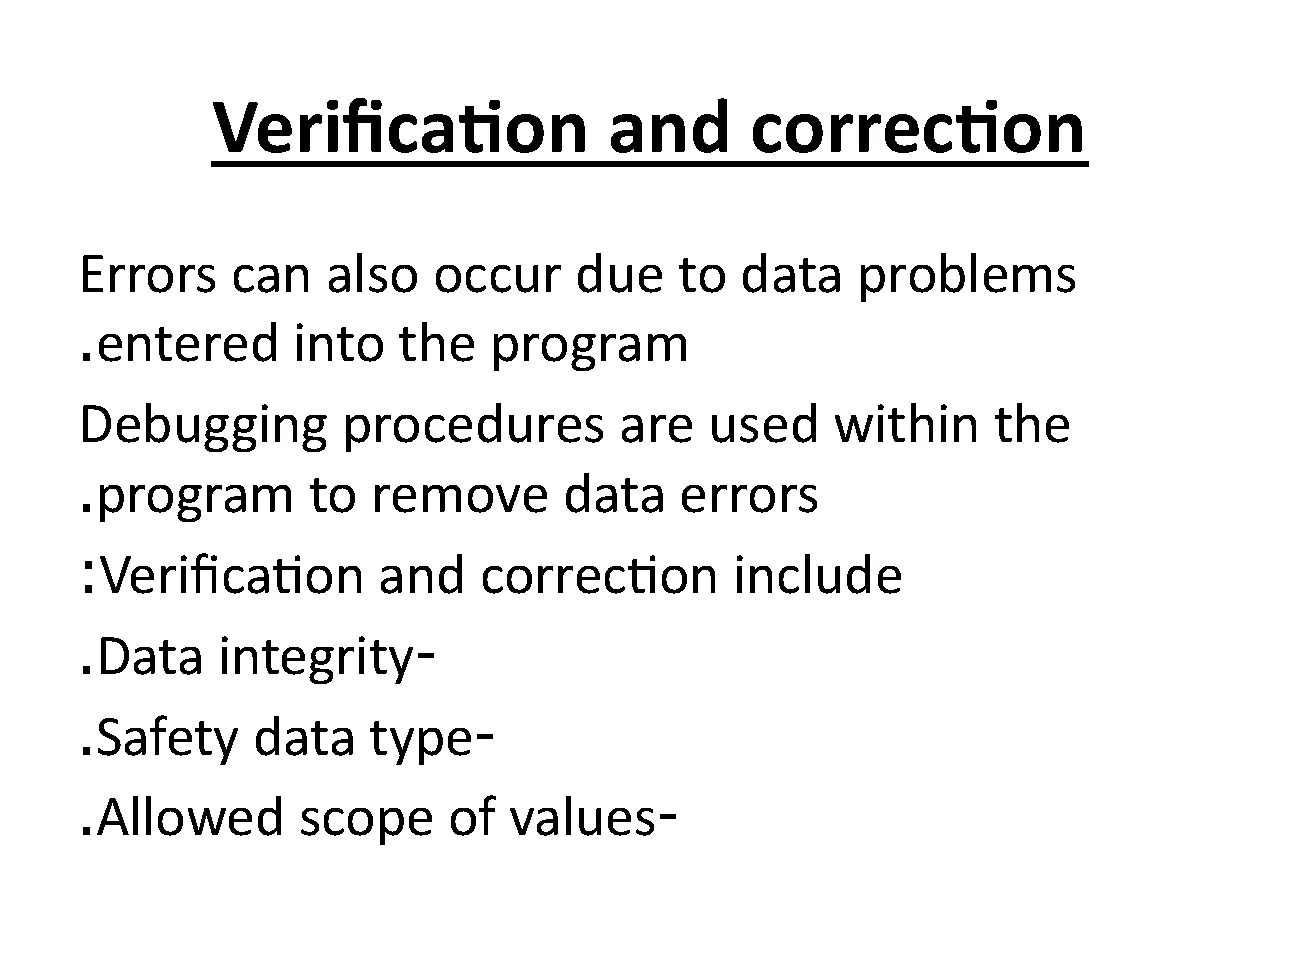 Verification and correction
Errors can also occur due to data problems
.entered into the program
Debugging procedures are used within the
.program to remove data errors
:Verification and correction include
.Data integrity-
.Safety data type-
.Allowed scope of values-